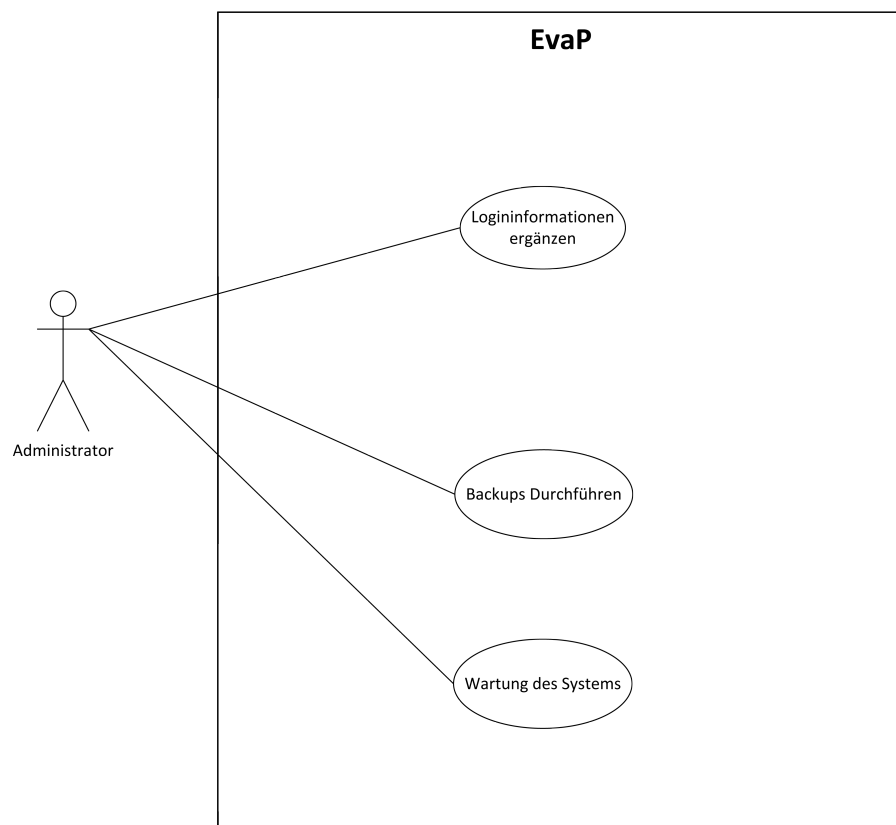 EvaP
Logininformationen
ergänzen
Administrator
Backups Durchführen
Wartung des Systems